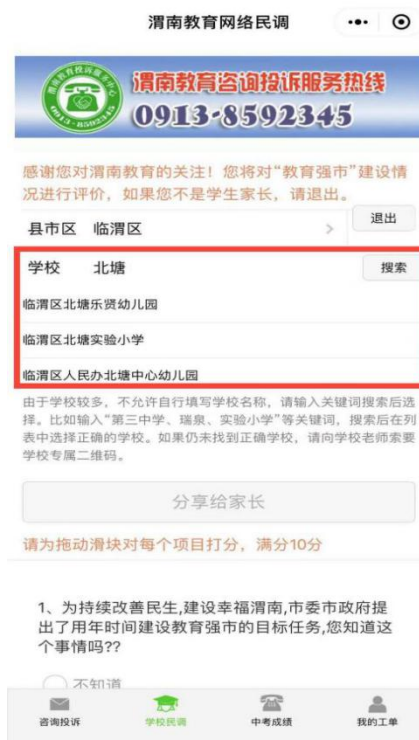 渭南教育网络民调
渭南教育投诉服务中心
0913-8592345
渭南教育咨询投诉服务热线
0913-8592345
感谢您对渭南教育的关注！您将对“教育强市”建设情
况进行评价，如果您不是学生家长，请退出。
县市区 临渭区 > 退出
学校 北塘 搜索
临渭区北塘乐贤幼儿园
临渭区北塘实验小学
临渭区人民办北塘中心幼儿园
由于学校较多，不允许自行填写学校名称，请输入关键词搜索后选
择。比如输入“第三中学、瑞泉、实验小学”等关键词，搜索后在列
表中选择正确的学校。如果仍未找到正确学校，请向学校老师索要
学校专属二维码。
分享给家长
请为拖动滑块对每个项目打分，满分10分
1、为持续改善民生,建设幸福渭南,市委市政府提
出了用年时间建设教育强市的目标任务,您知道这
个事情吗??
不知道
咨询投诉 学校民调 中考成绩 我的工单